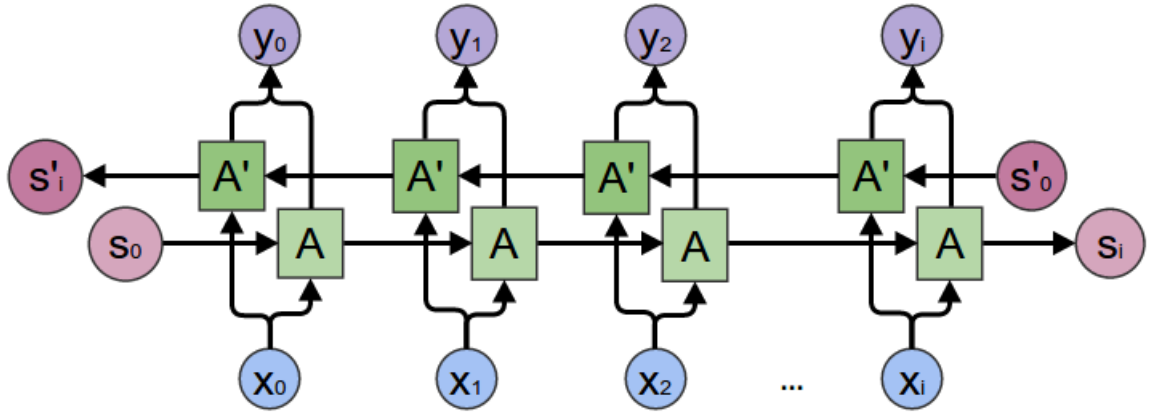 y₀ y₁ y₂ yᵢ
s'ᵢ A' A' A' A' s'₀
s₀ A A A A sᵢ
x₀ x₁ x₂ ... xᵢ